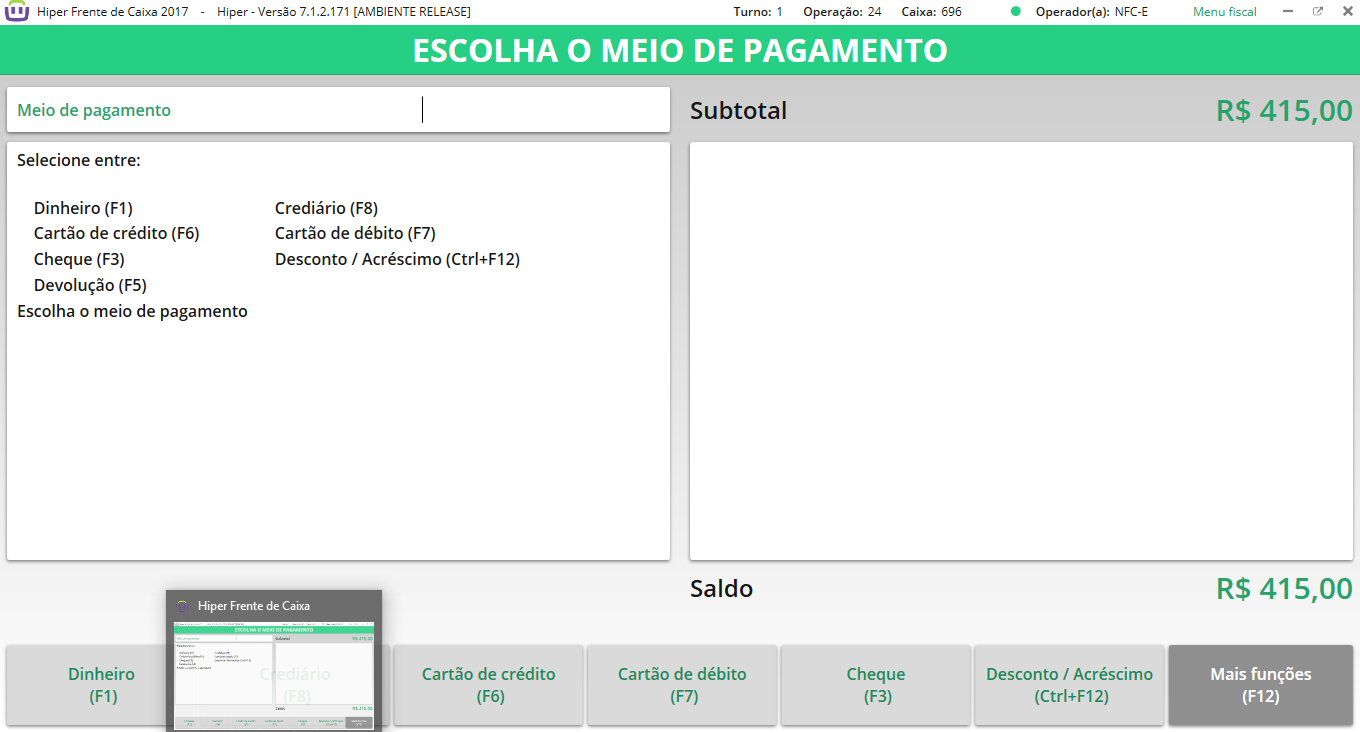 Hiper Frente de Caixa 2017 - Hiper - Versão 7.1.2.171 [AMBIENTE RELEASE] Turno: 1 Operação: 24 Caixa: 696 Operador(a): NFC-E Menu fiscal
ESCOLHA O MEIO DE PAGAMENTO
Meio de pagamento
Subtotal R$ 415,00
Selecione entre:
Dinheiro (F1) Crediário (F8)
Cartão de crédito (F6) Cartão de débito (F7)
Cheque (F3) Desconto / Acréscimo (Ctrl+F12)
Devolução (F5)
Escolha o meio de pagamento
Saldo R$ 415,00
Hiper Frente de Caixa
ESCOLHA O MEIO DE PAGAMENTO
Dinheiro
(F1)
Crediário
(F8)
Cartão de crédito
(F6)
Cartão de débito
(F7)
Cheque
(F3)
Desconto / Acréscimo
(Ctrl+F12)
Mais funções
(F12)